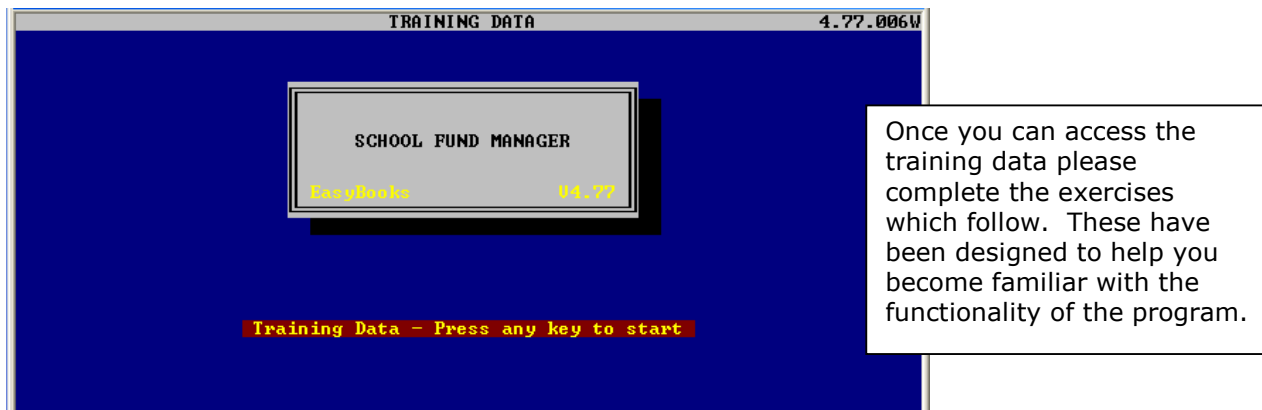 TRAINING DATA 4.77.006W
SCHOOL FUND MANAGER
EasyBooks V4.77
Training Data - Press any key to start
Once you can access the
training data please
complete the exercises
which follow. These have
been designed to help you
become familiar with the
functionality of the program.